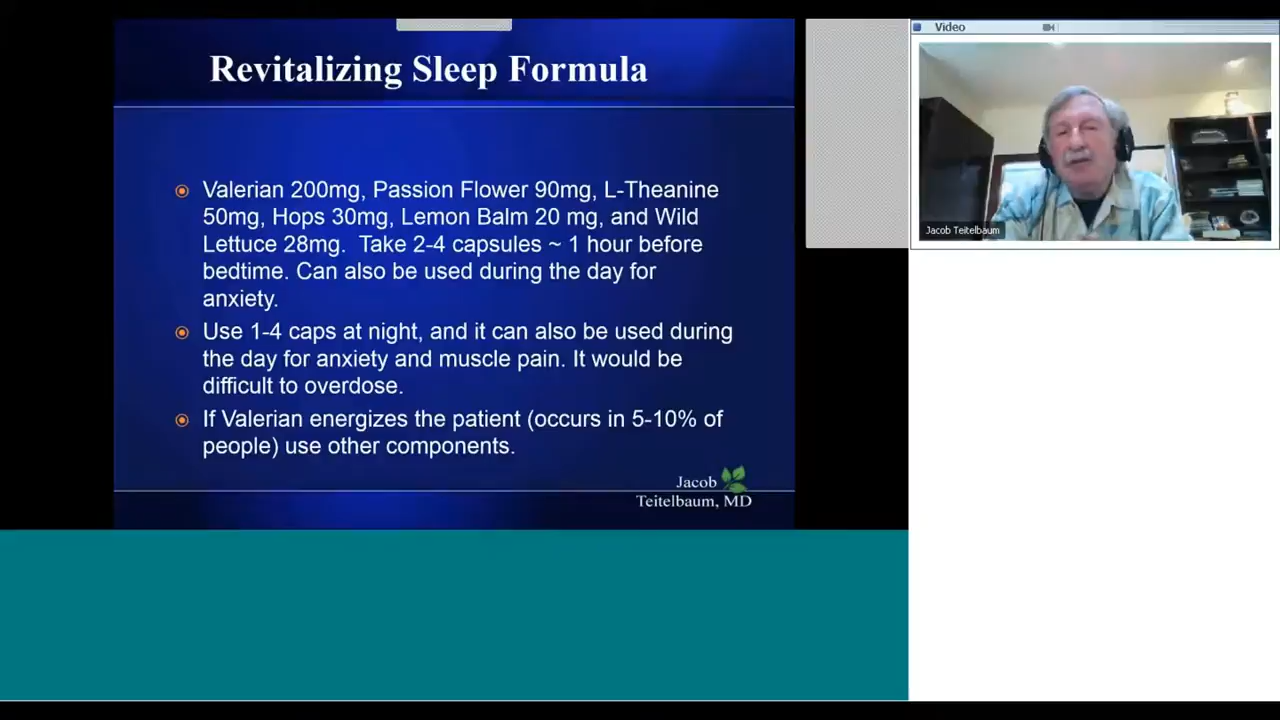 Revitalizing Sleep Formula
Valerian 200mg, Passion Flower 90mg, L-Theanine
50mg, Hops 30mg, Lemon Balm 20 mg, and Wild
Lettuce 28mg.  Take 2-4 capsules ~ 1 hour before
bedtime. Can also be used during the day for
anxiety.
Use 1-4 caps at night, and it can also be used during
the day for anxiety and muscle pain. It would be
difficult to overdose.
If Valerian energizes the patient (occurs in 5-10% of
people) use other components.
Jacob
Teitelbaum, MD
Video
Jacob Teitelbaum